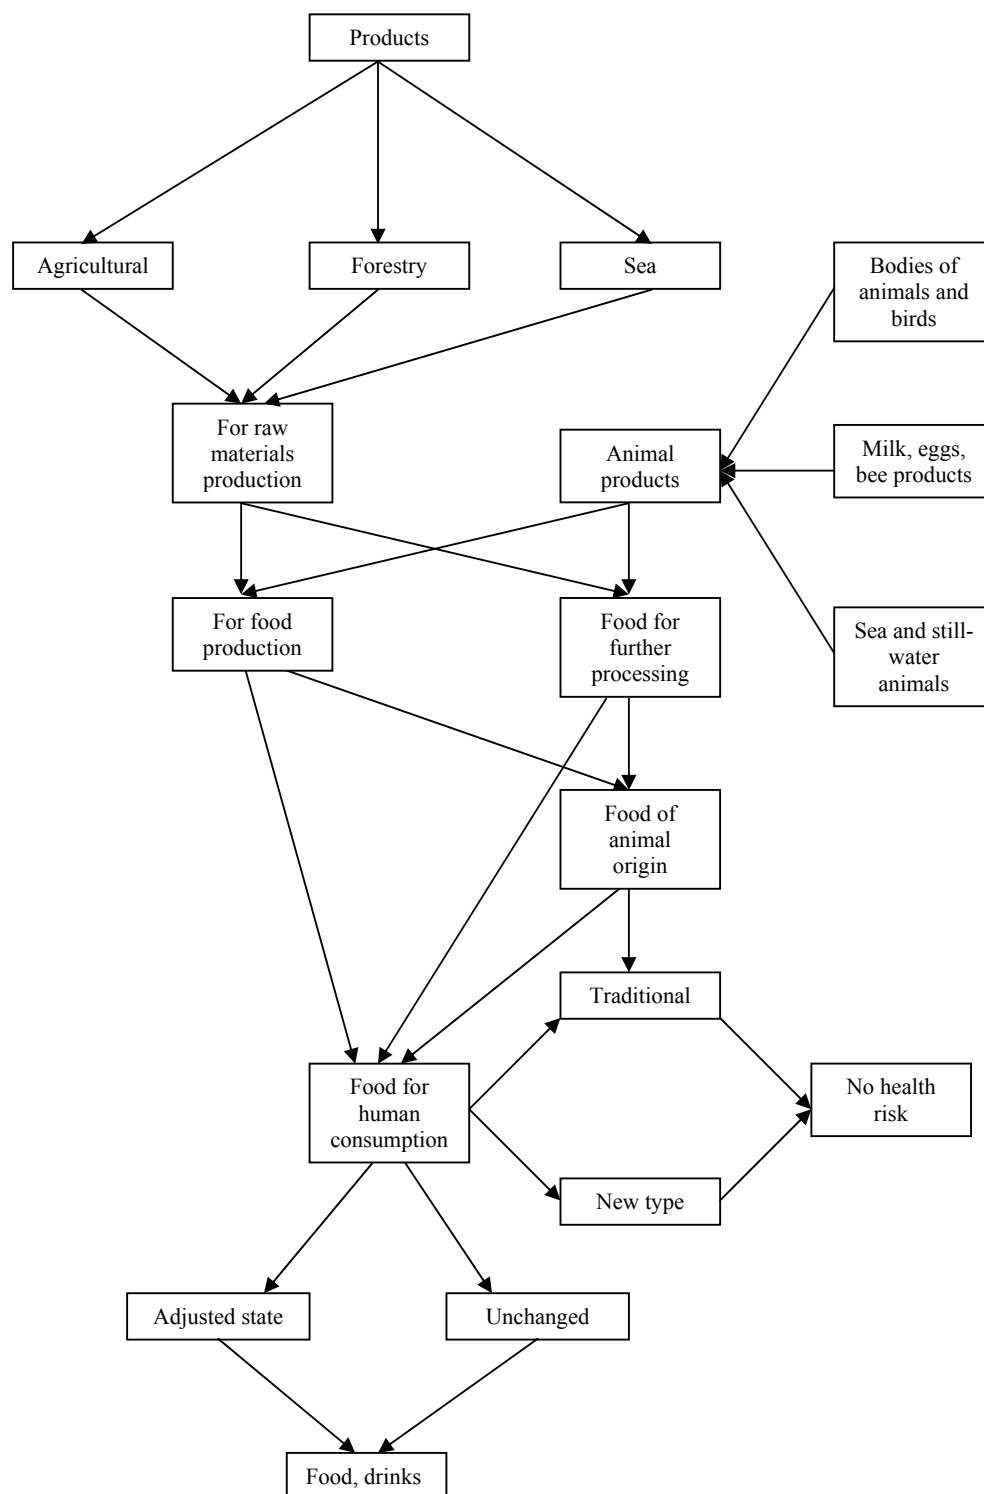 Products
Agricultural
Forestry
Sea
Bodies of
animals and
birds
For raw
materials
production
Animal
products
Milk, eggs,
bee products
For food
production
Food for
further
processing
Sea and still-
water
animals
Food of
animal
origin
Traditional
Food for
human
consumption
No health
risk
New type
Adjusted state
Unchanged
Food, drinks